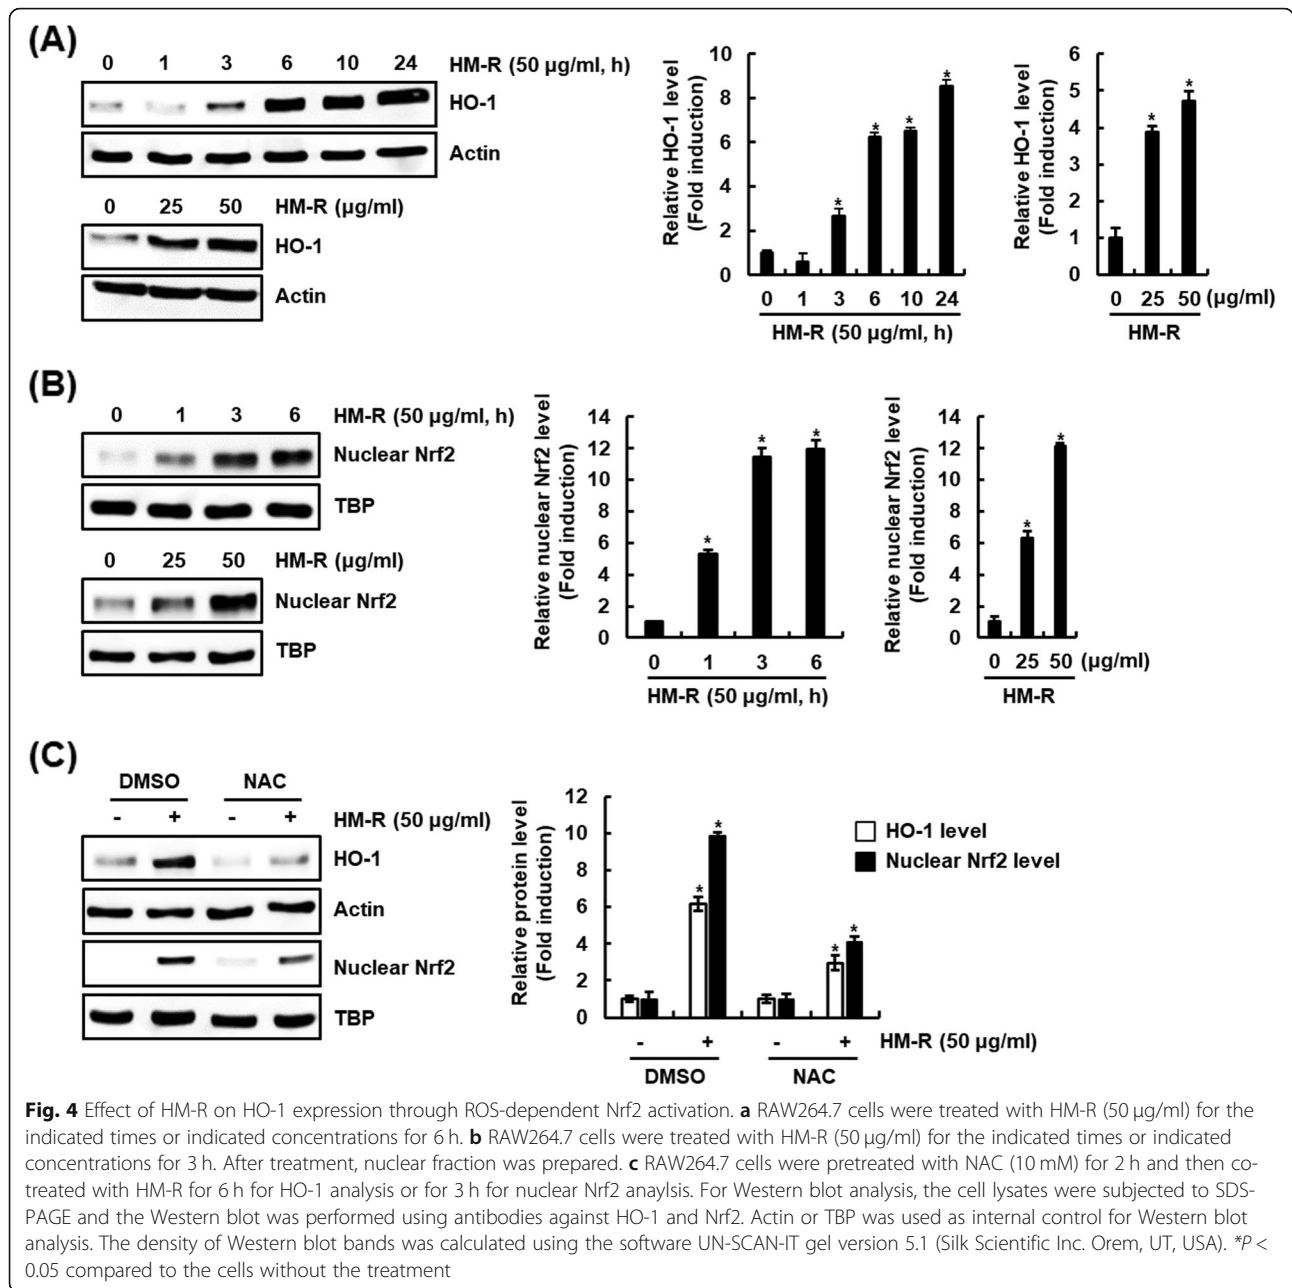 (A)
0 1 3 6 10 24 HM-R (50 µg/ml, h)
HO-1
Actin
0 25 50 HM-R (µg/ml)
HO-1
Actin
Relative HO-1 level
(Fold induction)
10
8
6
4
2
0
* * * *
0 1 3 6 10 24
HM-R (50 µg/ml, h)
Relative HO-1 level
(Fold induction)
6
5
4
3
2
1
0
* *
0 25 50 (µg/ml)
HM-R
(B)
0 1 3 6 HM-R (50 µg/ml, h)
Nuclear Nrf2
TBP
0 25 50 HM-R (µg/ml)
Nuclear Nrf2
TBP
Relative nuclear Nrf2 level
(Fold induction)
14
12
10
8
6
4
2
0
* * *
0 1 3 6
HM-R (50 µg/ml, h)
Relative nuclear Nrf2 level
(Fold induction)
14
12
10
8
6
4
2
0
* *
0 25 50 (µg/ml)
HM-R
(C)
DMSO NAC
- + - + HM-R (50 µg/ml)
HO-1
Actin
Nuclear Nrf2
TBP
Relative protein level
(Fold induction)
12
10
8
6
4
2
0
* * * *
HO-1 level
Nuclear Nrf2 level
- + - + HM-R (50 µg/ml)
DMSO NAC
Fig. 4 Effect of HM-R on HO-1 expression through ROS-dependent Nrf2 activation. a RAW264.7 cells were treated with HM-R (50 µg/ml) for the
indicated times or indicated concentrations for 6 h. b RAW264.7 cells were treated with HM-R (50 µg/ml) for the indicated times or indicated
concentrations for 3 h. After treatment, nuclear fraction was prepared. c RAW264.7 cells were pretreated with NAC (10 mM) for 2 h and then co-
treated with HM-R for 6 h for HO-1 analysis or for 3 h for nuclear Nrf2 anaylsis. For Western blot analysis, the cell lysates were subjected to SDS-
PAGE and the Western blot was performed using antibodies against HO-1 and Nrf2. Actin or TBP was used as internal control for Western blot
analysis. The density of Western blot bands was calculated using the software UN-SCAN-IT gel version 5.1 (Silk Scientific Inc. Orem, UT, USA). *P <
0.05 compared to the cells without the treatment